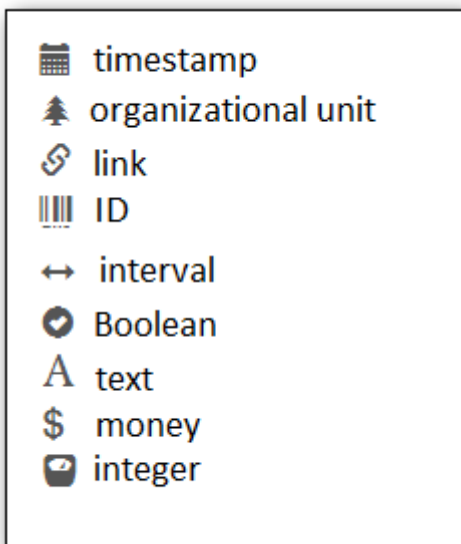 timestamp
organizational unit
link
ID
interval
Boolean
A text
$ money
integer